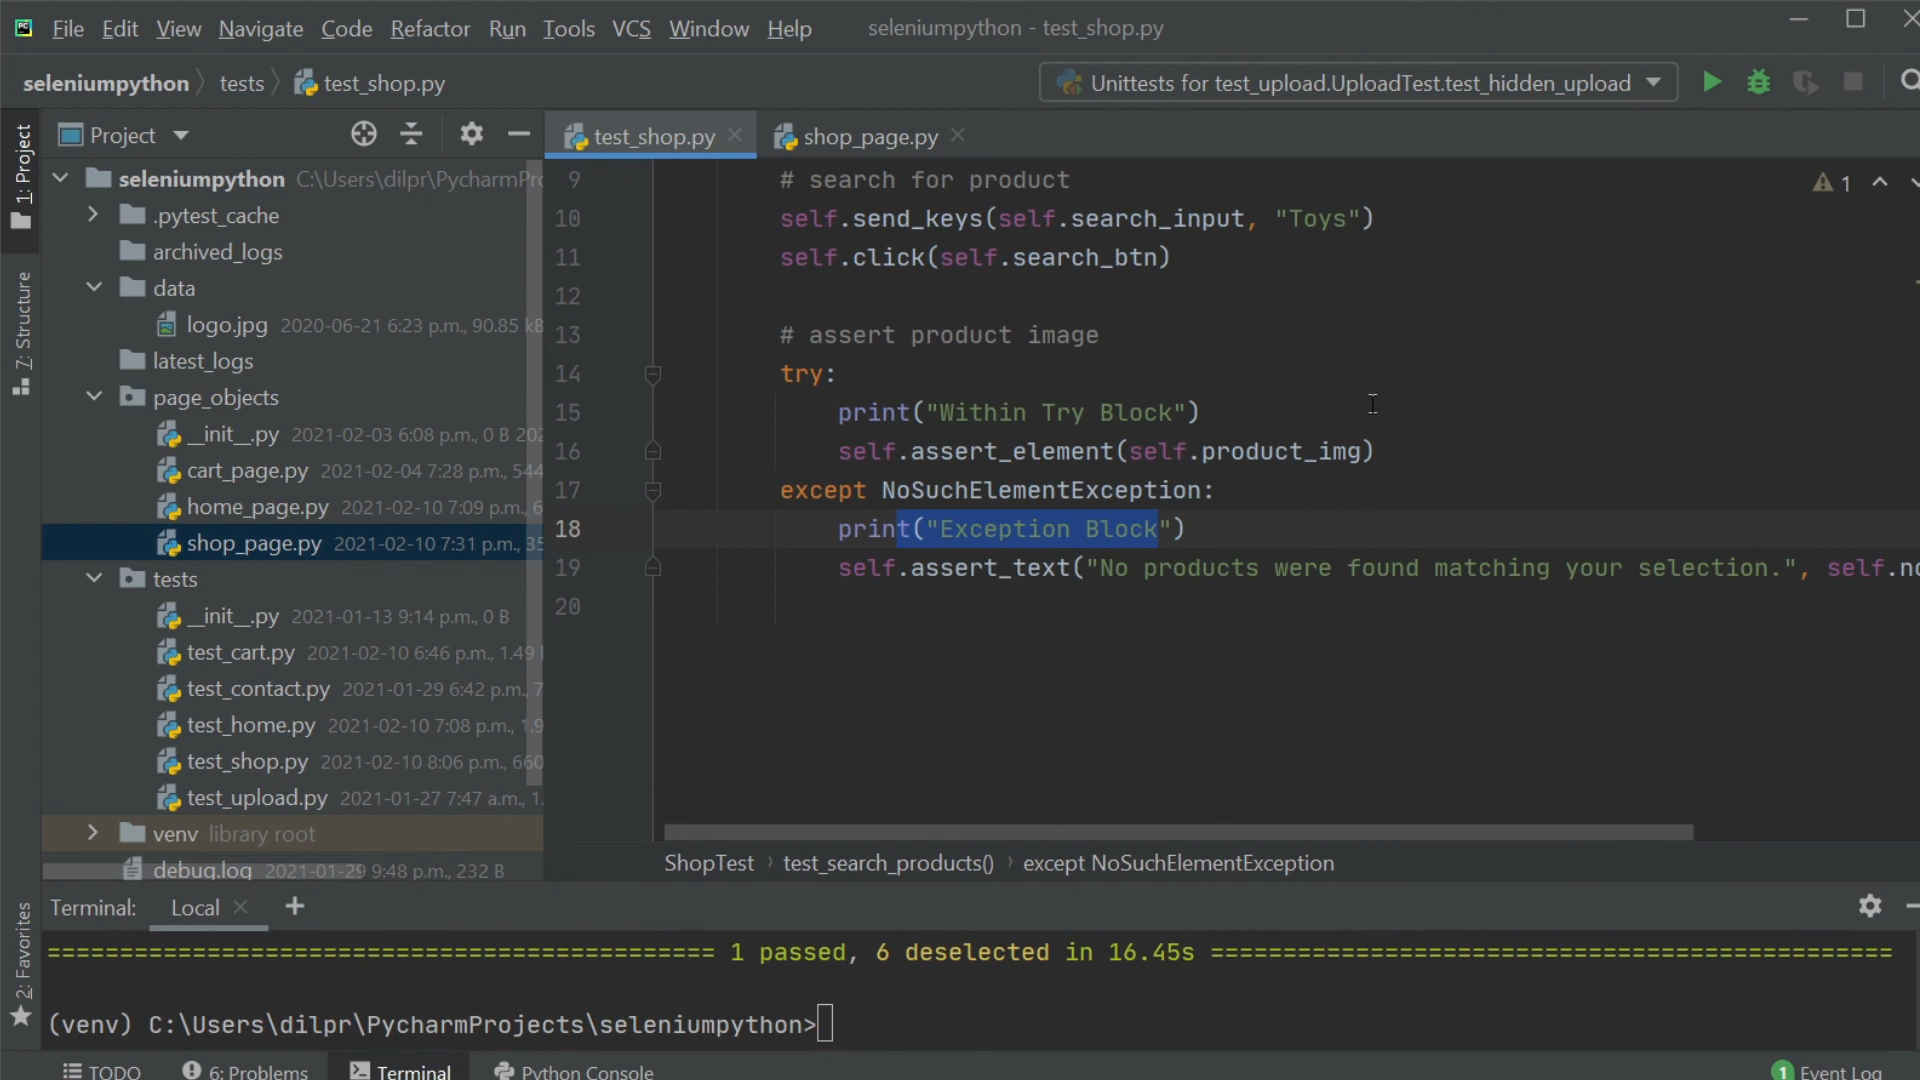 File Edit View Navigate Code Refactor Run Tools VCS Window Help seleniumpython - test_shop.py
seleniumpython tests test_shop.py Unittests for test_upload.UploadTest.test_hidden_upload
1: Project
7: Structure
2: Favorites
Project
seleniumpython C:\Users\dilpr\PycharmPr
.pytest_cache
archived_logs
data
logo.jpg 2020-06-21 6:23 p.m., 90.85 kB
latest_logs
page_objects
__init__.py 2021-02-03 6:08 p.m., 0 B 202
cart_page.py 2021-02-04 7:28 p.m., 544
home_page.py 2021-02-10 7:09 p.m., 6
shop_page.py 2021-02-10 7:31 p.m., 35
tests
__init__.py 2021-01-13 9:14 p.m., 0 B
test_cart.py 2021-02-10 6:46 p.m., 1.49
test_contact.py 2021-01-29 6:42 p.m., 7
test_home.py 2021-02-10 7:08 p.m., 1.9
test_shop.py 2021-02-10 8:06 p.m., 660
test_upload.py 2021-01-27 7:47 a.m., 1.
venv library root
debug.log 2021-01-29 9:48 p.m., 232 B
test_shop.py shop_page.py
1
9 # search for product
10 self.send_keys(self.search_input, "Toys")
11 self.click(self.search_btn)
12
13 # assert product image
14 try:
15 print("Within Try Block")
16 self.assert_element(self.product_img)
17 except NoSuchElementException:
18 print("Exception Block")
19 self.assert_text("No products were found matching your selection.", self.no
20
ShopTest test_search_products() except NoSuchElementException
Terminal: Local +
============================================== 1 passed, 6 deselected in 16.45s ===============================================
(venv) C:\Users\dilpr\PycharmProjects\seleniumpython>
TODO 6: Problems Terminal Python Console 1 Event Log